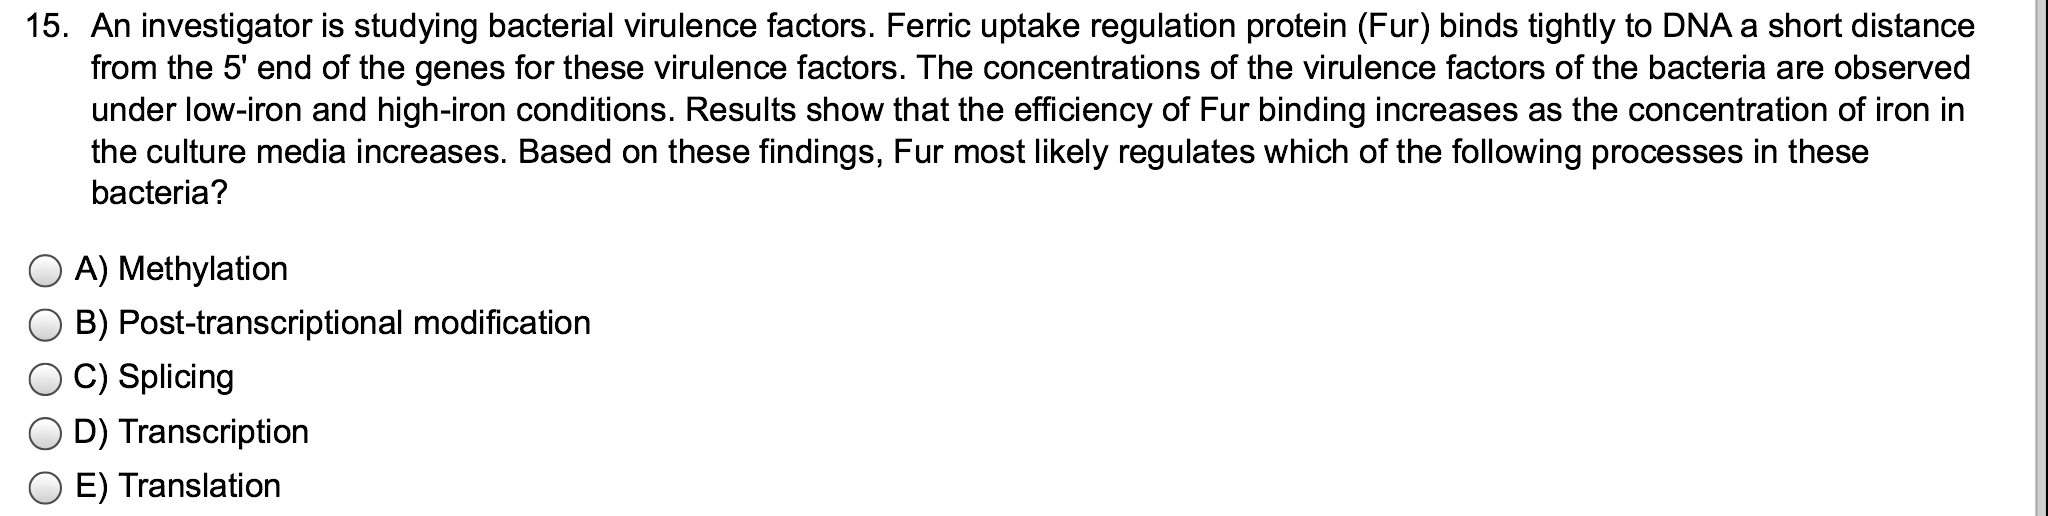 15. An investigator is studying bacterial virulence factors. Ferric uptake regulation protein (Fur) binds tightly to DNA a short distance
from the 5' end of the genes for these virulence factors. The concentrations of the virulence factors of the bacteria are observed
under low-iron and high-iron conditions. Results show that the efficiency of Fur binding increases as the concentration of iron in
the culture media increases. Based on these findings, Fur most likely regulates which of the following processes in these
bacteria?
A) Methylation
B) Post-transcriptional modification
C) Splicing
D) Transcription
E) Translation